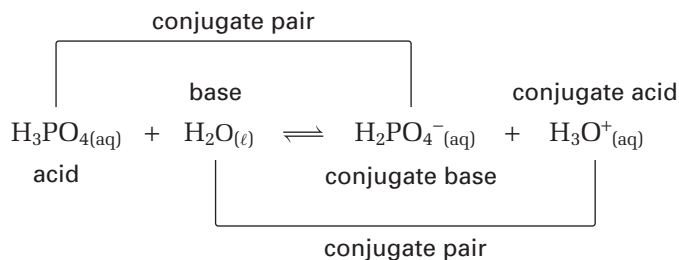 conjugate pair
base conjugate acid
H₃PO₄(aq) + H₂O(ℓ) ⇌ H₂PO₄⁻(aq) + H₃O⁺(aq)
acid conjugate base
conjugate pair